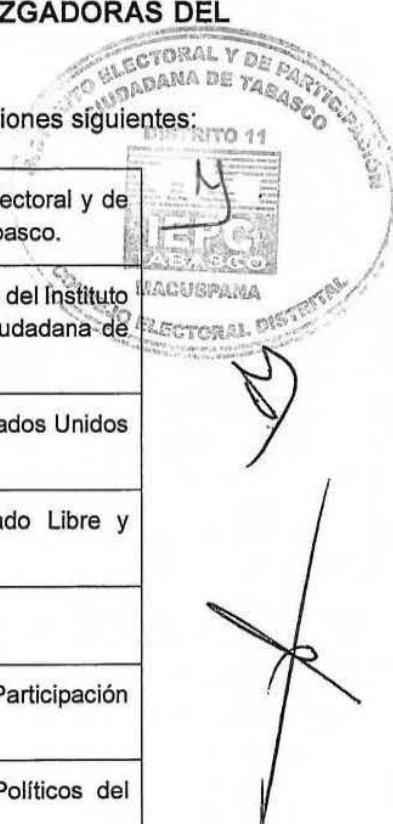 ZGADORAS DEL
iones siguientes:
INSTITUTO ELECTORAL Y DE PARTICIPACIÓN
CIUDADANA DE TABASCO
DISTRITO 11
IEPC
TABASCO
MACUSPANA
CONSEJO ELECTORAL DISTRITAL
ectoral y de
basco.
del Instituto
udadana de
ados Unidos
ado Libre y
Participación
Políticos del